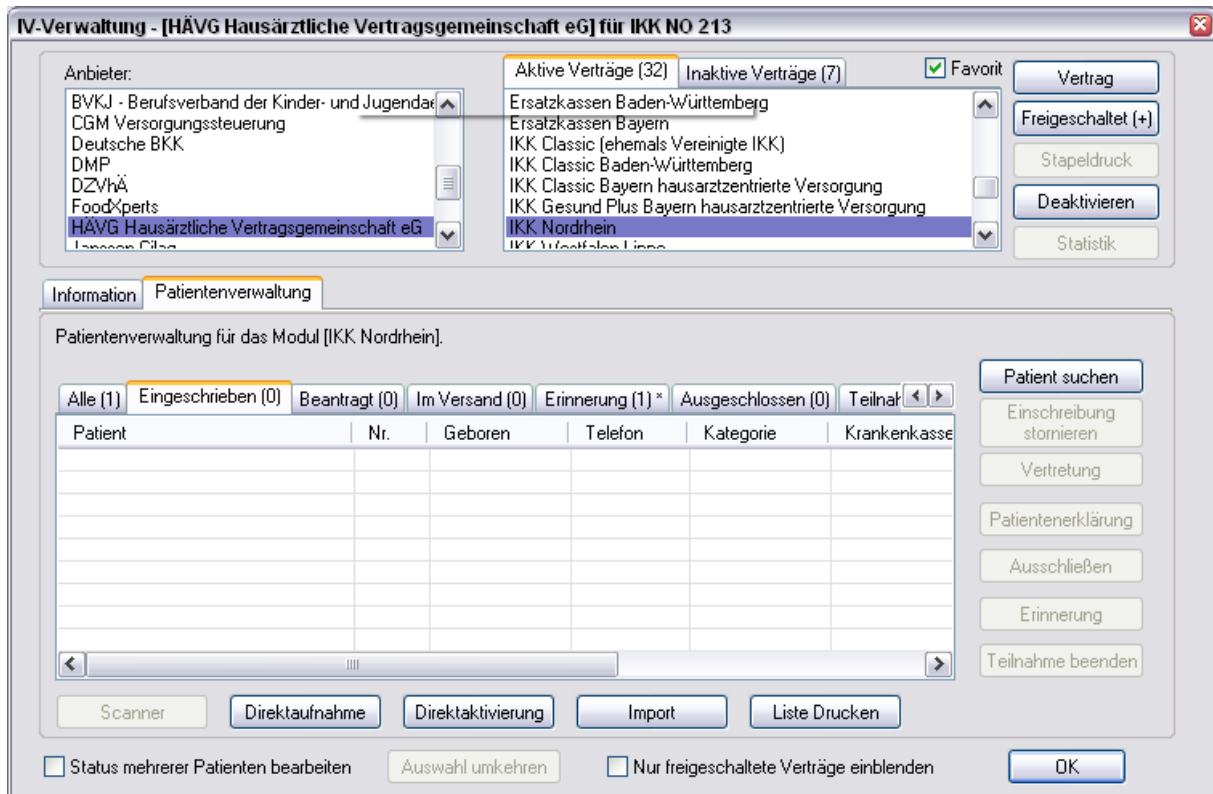 IV-Verwaltung - [HÄVG Hausärztliche Vertragsgemeinschaft eG] für IKK NO 213
Anbieter:
BVKJ - Berufsverband der Kinder- und Jugendae
CGM Versorgungssteuerung
Deutsche BKK
DMP
DZVhÄ
FoodXperts
HÄVG Hausärztliche Vertragsgemeinschaft eG
Janssen Cilag
Aktive Verträge (32) Inaktive Verträge (7)
Favorit
Ersatzkassen Baden-Württemberg
Ersatzkassen Bayern
IKK Classic (ehemals Vereinigte IKK)
IKK Classic Baden-Württemberg
IKK Classic Bayern hausarztzentrierte Versorgung
IKK Gesund Plus Bayern hausarztzentrierte Versorgung
IKK Nordrhein
IKK Westfalen Lippe
Vertrag
Freigeschaltet (+)
Stapeldruck
Deaktivieren
Statistik
Information Patientenverwaltung
Patientenverwaltung für das Modul [IKK Nordrhein].
Alle (1) Eingeschrieben (0) Beantragt (0) Im Versand (0) Erinnerung (1) * Ausgeschlossen (0) Teilnah
Patient Nr. Geboren Telefon Kategorie Krankenkasse
Patient suchen
Einschreibung
stornieren
Vertretung
Patientenerklärung
Ausschließen
Erinnerung
Teilnahme beenden
Scanner Direktaufnahme Direktaktivierung Import Liste Drucken
Status mehrerer Patienten bearbeiten Auswahl umkehren Nur freigeschaltete Verträge einblenden OK